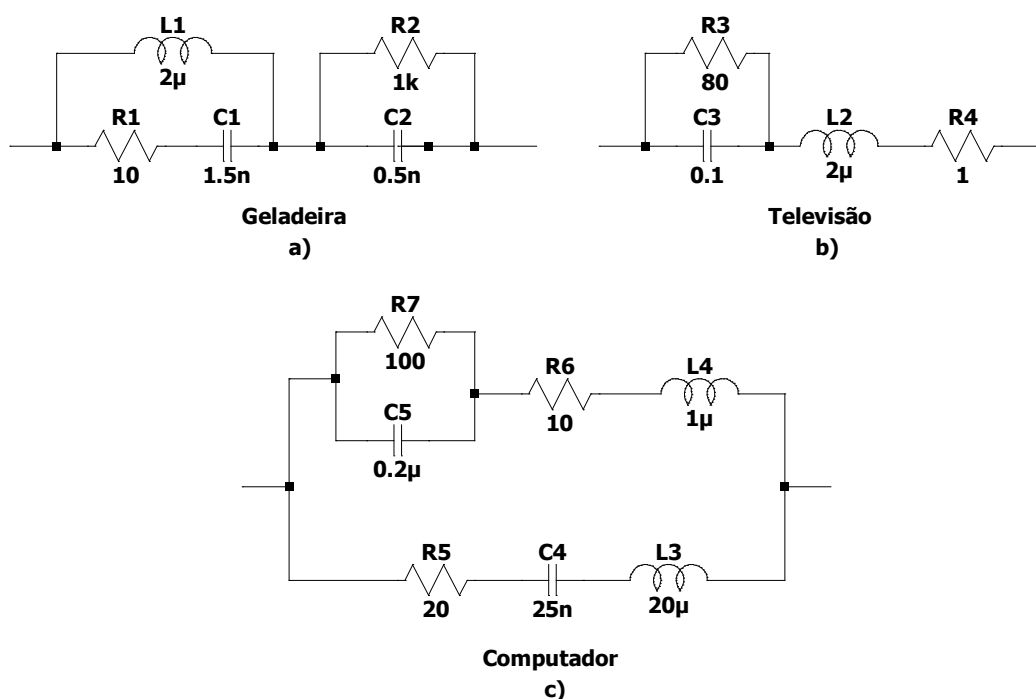 L1
2µ
R1
10
C1
1.5n
R2
1k
C2
0.5n
Geladeira
a)
R3
80
C3
0.1
L2
2µ
R4
1
Televisão
b)
R7
100
C5
0.2µ
R6
10
L4
1µ
R5
20
C4
25n
L3
20µ
Computador
c)